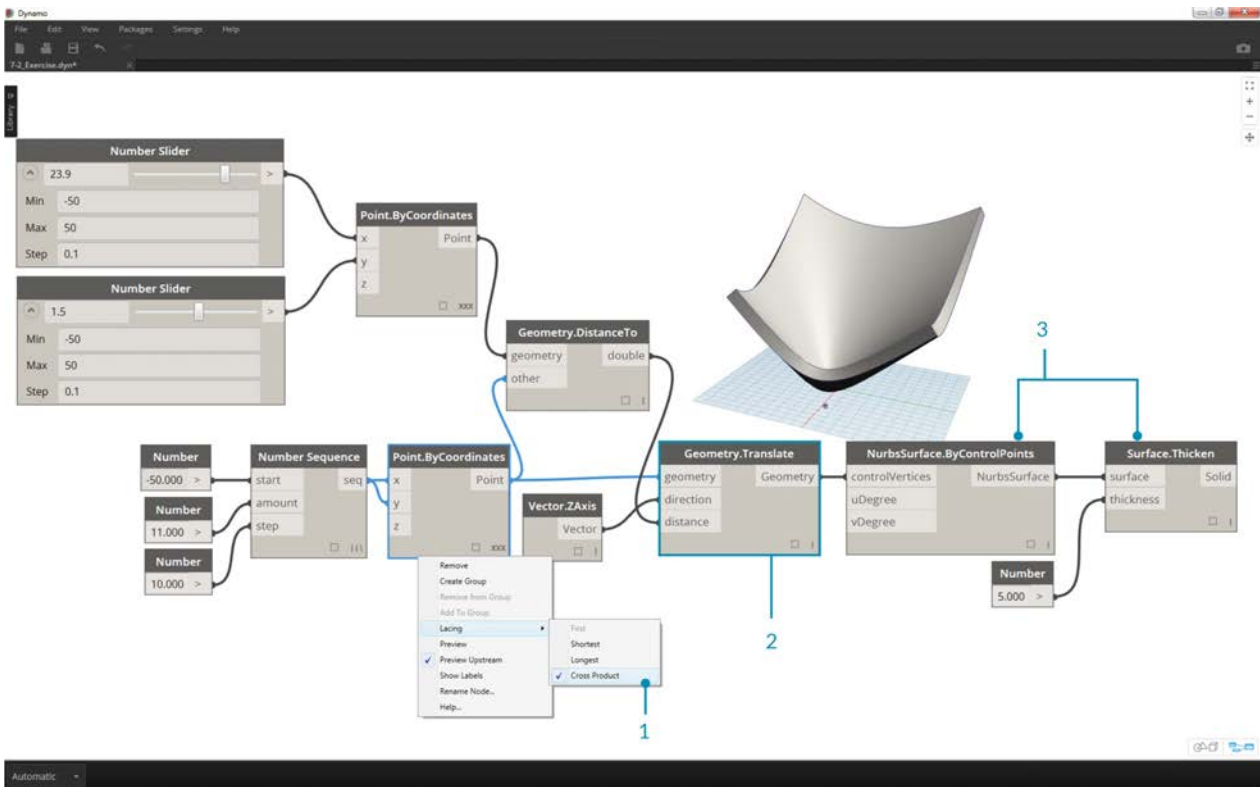 Dynamo
File Edit View Packages Settings Help
7-2_Exercise.dyn*
Library
Number Slider
23.9 >
Min -50
Max 50
Step 0.1
Number Slider
1.5 >
Min -50
Max 50
Step 0.1
Point.ByCoordinates
x Point
y
z
xxx
Geometry.DistanceTo
geometry double
other
3
Number
-50.000 >
Number
11.000 >
Number
10.000 >
Number Sequence
start seq
amount
step
Point.ByCoordinates
x Point
y
z
xxx
Vector.ZAxis
Vector
Geometry.Translate
geometry Geometry
direction
distance
NurbsSurface.ByControlPoints
controlVertices NurbsSurface
uDegree
vDegree
Surface.Thicken
surface Solid
thickness
Number
5.000 >
Remove
Create Group
Remove from Group
Add To Group
Lacing
Preview
Preview Upstream
Show Labels
Rename Node...
Help...
First
Shortest
Longest
Cross Product
1
2
Automatic